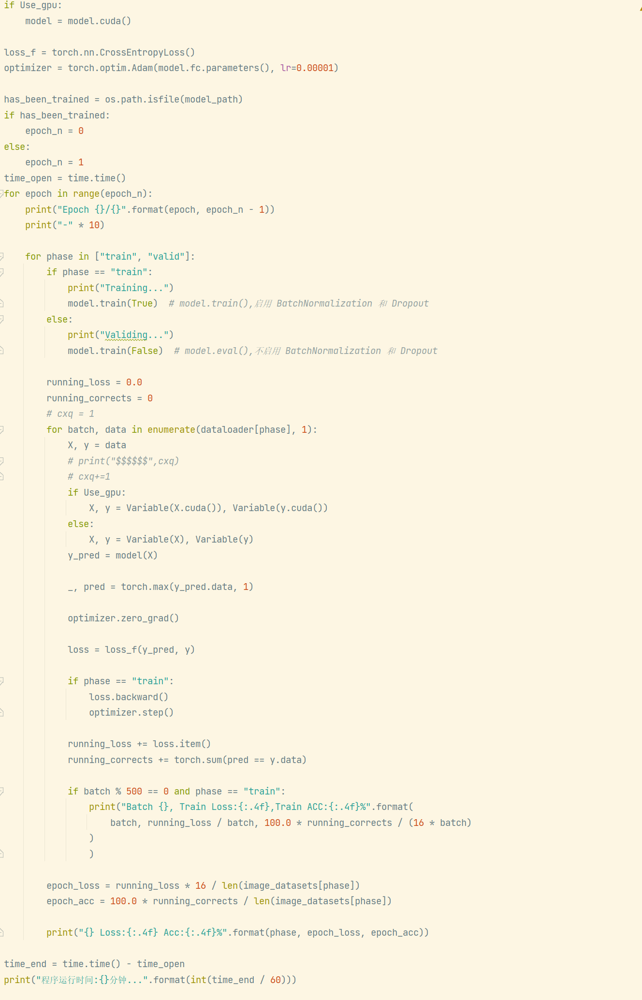 if Use_gpu:
    model = model.cuda()

loss_f = torch.nn.CrossEntropyLoss()
optimizer = torch.optim.Adam(model.fc.parameters(), lr=0.00001)

has_been_trained = os.path.isfile(model_path)
if has_been_trained:
    epoch_n = 0
else:
    epoch_n = 1
time_open = time.time()
for epoch in range(epoch_n):
    print("Epoch {}/{}".format(epoch, epoch_n - 1))
    print("-" * 10)

    for phase in ["train", "valid"]:
        if phase == "train":
            print("Training...")
            model.train(True)  # model.train(),启用 BatchNormalization 和 Dropout
        else:
            print("Validing...")
            model.train(False)  # model.eval(),不启用 BatchNormalization 和 Dropout

        running_loss = 0.0
        running_corrects = 0
        # cxq = 1
        for batch, data in enumerate(dataloader[phase], 1):
            X, y = data
            # print("$$$$$$",cxq)
            # cxq+=1
            if Use_gpu:
                X, y = Variable(X.cuda()), Variable(y.cuda())
            else:
                X, y = Variable(X), Variable(y)
            y_pred = model(X)

            _, pred = torch.max(y_pred.data, 1)

            optimizer.zero_grad()

            loss = loss_f(y_pred, y)

            if phase == "train":
                loss.backward()
                optimizer.step()

            running_loss += loss.item()
            running_corrects += torch.sum(pred == y.data)

            if batch % 500 == 0 and phase == "train":
                print("Batch {}, Train Loss:{:.4f},Train ACC:{:.4f}%".format(
                    batch, running_loss / batch, 100.0 * running_corrects / (16 * batch)
                )
                )

        epoch_loss = running_loss * 16 / len(image_datasets[phase])
        epoch_acc = 100.0 * running_corrects / len(image_datasets[phase])

        print("{} Loss:{:.4f} Acc:{:.4f}%".format(phase, epoch_loss, epoch_acc))

time_end = time.time() - time_open
print("程序运行时间:{}分钟...".format(int(time_end / 60)))